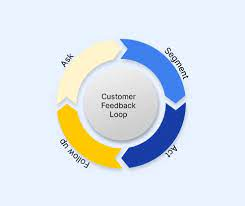 Ask
Segment
Customer
Feedback
Loop
Follow up
Act